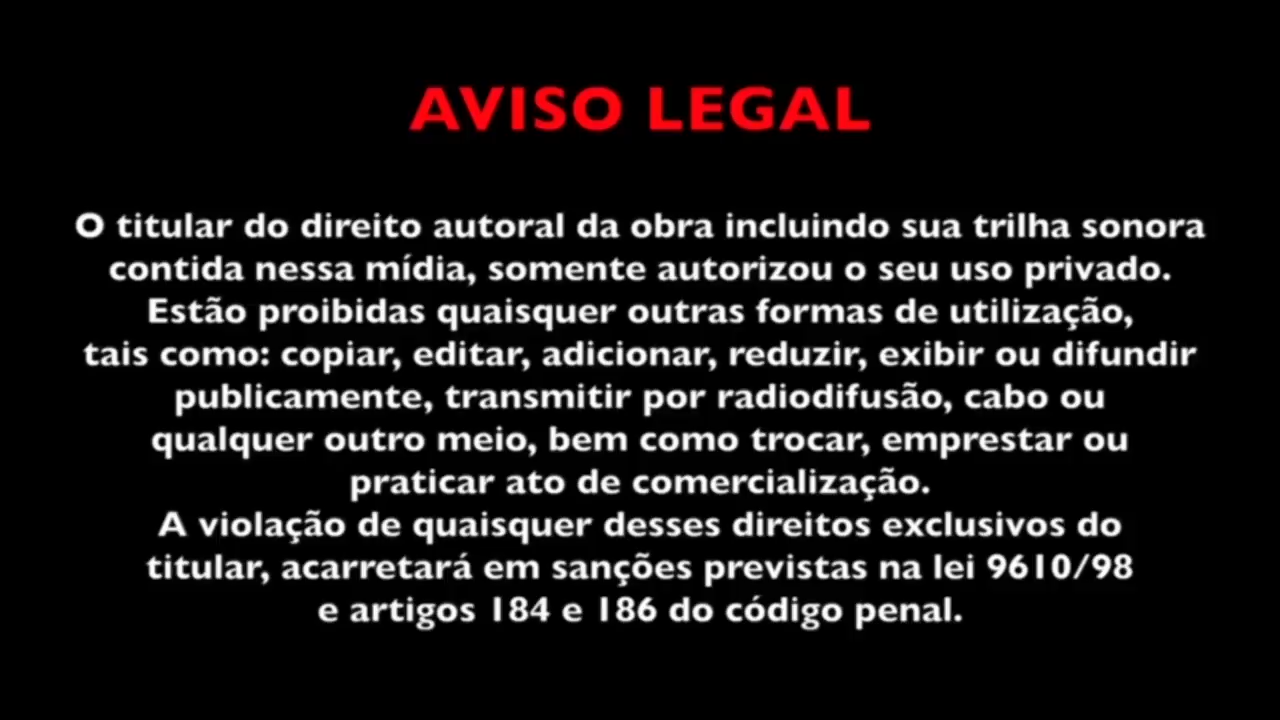 AVISO LEGAL
O titular do direito autoral da obra incluindo sua trilha sonora
contida nessa mídia, somente autorizou o seu uso privado.
Estão proibidas quaisquer outras formas de utilização,
tais como: copiar, editar, adicionar, reduzir, exibir ou difundir
publicamente, transmitir por radiodifusão, cabo ou
qualquer outro meio, bem como trocar, emprestar ou
praticar ato de comercialização.
A violação de quaisquer desses direitos exclusivos do
titular, acarretará em sanções previstas na lei 9610/98
e artigos 184 e 186 do código penal.